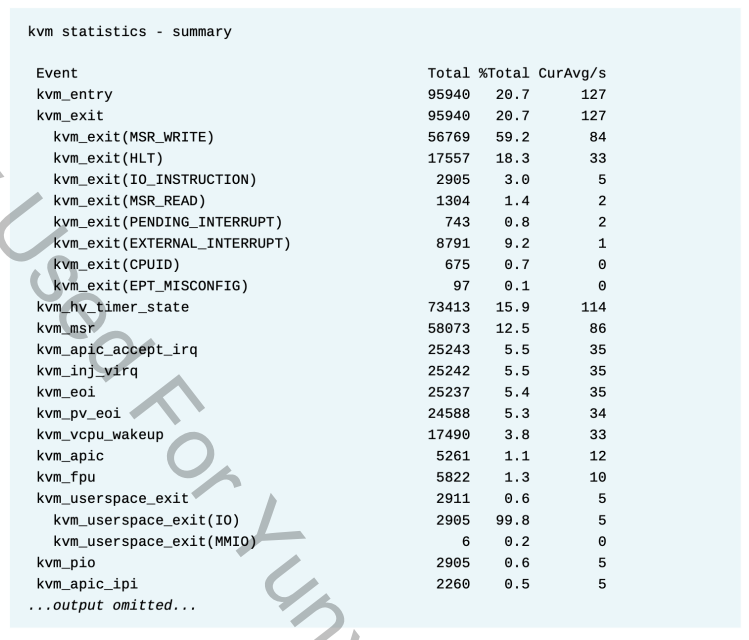 kvm statistics - summary
Event Total %Total CurAvg/s
kvm_entry 95940 20.7 127
kvm_exit 95940 20.7 127
kvm_exit(MSR_WRITE) 56769 59.2 84
kvm_exit(HLT) 17557 18.3 33
kvm_exit(IO_INSTRUCTION) 2905 3.0 5
kvm_exit(MSR_READ) 1304 1.4 2
kvm_exit(PENDING_INTERRUPT) 743 0.8 2
kvm_exit(EXTERNAL_INTERRUPT) 8791 9.2 1
kvm_exit(CPUID) 675 0.7 0
kvm_exit(EPT_MISCONFIG) 97 0.1 0
kvm_hv_timer_state 73413 15.9 114
kvm_msr 58073 12.5 86
kvm_apic_accept_irq 25243 5.5 35
kvm_inj_virq 25242 5.5 35
kvm_eoi 25237 5.4 35
kvm_pv_eoi 24588 5.3 34
kvm_vcpu_wakeup 17490 3.8 33
kvm_apic 5261 1.1 12
kvm_fpu 5822 1.3 10
kvm_userspace_exit 2911 0.6 5
kvm_userspace_exit(IO) 2905 99.8 5
kvm_userspace_exit(MMIO) 6 0.2 0
kvm_pio 2905 0.6 5
kvm_apic_ipi 2260 0.5 5
...output omitted...
Used For